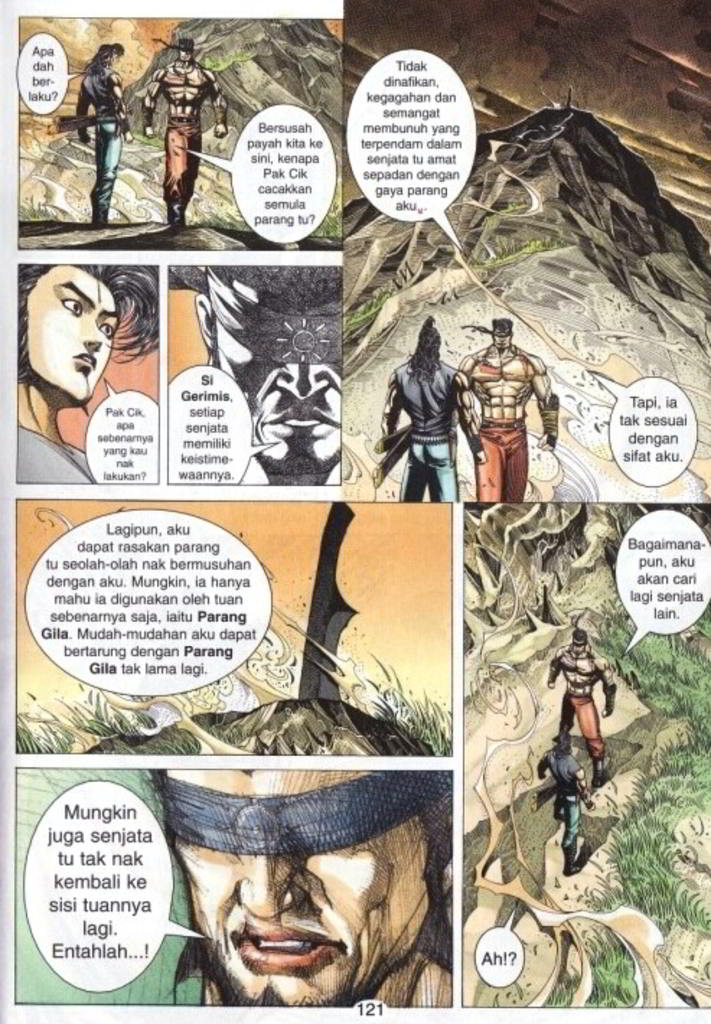 Apa
dah
ber-
laku?
Bersusah
payah kita ke
sini, kenapa
Pak Cik
cacakkan
semula
parang tu?
Tidak
dinafikan,
kegagahan dan
semangat
membunuh yang
terpendam dalam
senjata tu amat
sepadan dengan
gaya parang
aku...
Tapi, ia
tak sesuai
dengan
sifat aku.
Pak Cik,
apa
sebenarnya
yang kau
nak
lakukan?
Si
Gerimis,
setiap
senjata
memiliki
keistime-
waannya.
Lagipun, aku
dapat rasakan parang
tu seolah-olah nak bermusuhan
dengan aku. Mungkin, ia hanya
mahu ia digunakan oleh tuan
sebenarnya saja, iaitu Parang
Gila. Mudah-mudahan aku dapat
bertarung dengan Parang
Gila tak lama lagi.
Bagaimana-
pun, aku
akan cari
lagi senjata
lain.
Mungkin
juga senjata
tu tak nak
kembali ke
sisi tuannya
lagi.
Entahlah...!
Ah!?
121